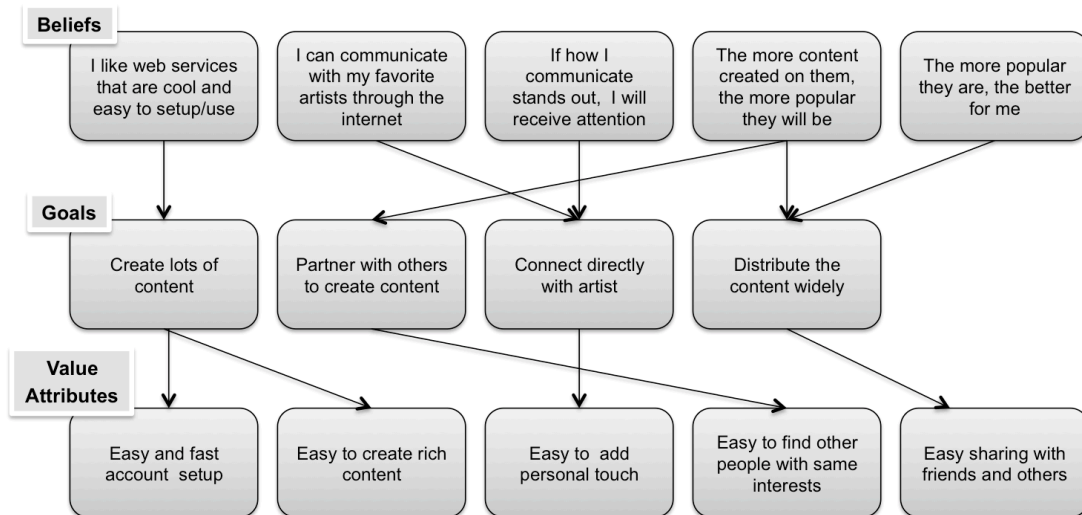 Beliefs
I like web services
that are cool and
easy to setup/use
I can communicate
with my favorite
artists through the
internet
If how I
communicate
stands out, I will
receive attention
The more content
created on them,
the more popular
they will be
The more popular
they are, the better
for me
Goals
Create lots of
content
Partner with others
to create content
Connect directly
with artist
Distribute the
content widely
Value
Attributes
Easy and fast
account setup
Easy to create rich
content
Easy to add
personal touch
Easy to find other
people with same
interests
Easy sharing with
friends and others